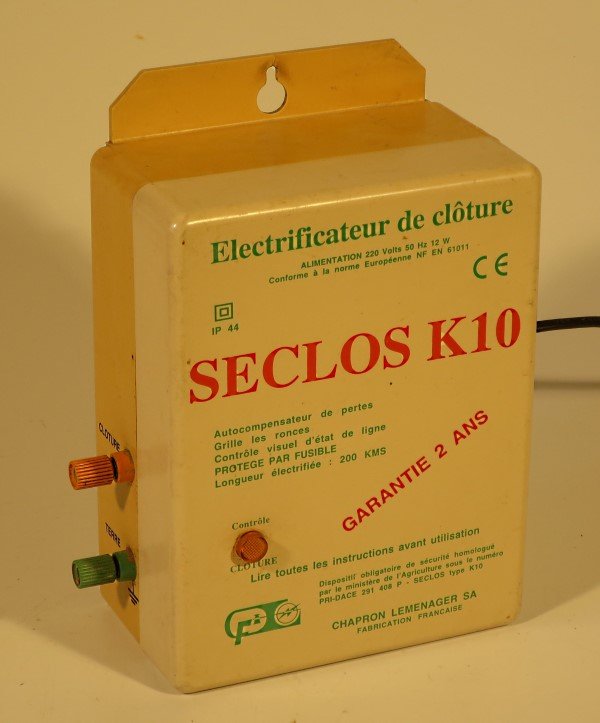 Electrificateur de clôture
ALIMENTATION 220 Volts 50 Hz 12 W
Conforme à la norme Européenne NF EN 61011
CE
IP 44
SECLOS K10
Autocompensateur de pertes
Grille les ronces
Contrôle visuel d'état de ligne
PROTEGE PAR FUSIBLE
Longueur électrifiée : 200 KMS
GARANTIE 2 ANS
CLOTURE
TERRE
Contrôle
CLOTURE
Lire toutes les instructions avant utilisation
Dispositif obligatoire de sécurité homologué
par le ministère de l'Agriculture sous le numéro
PRI-DACE 291 408 P - SECLOS type K10
CHAPRON LEMENAGER SA
FABRICATION FRANÇAISE